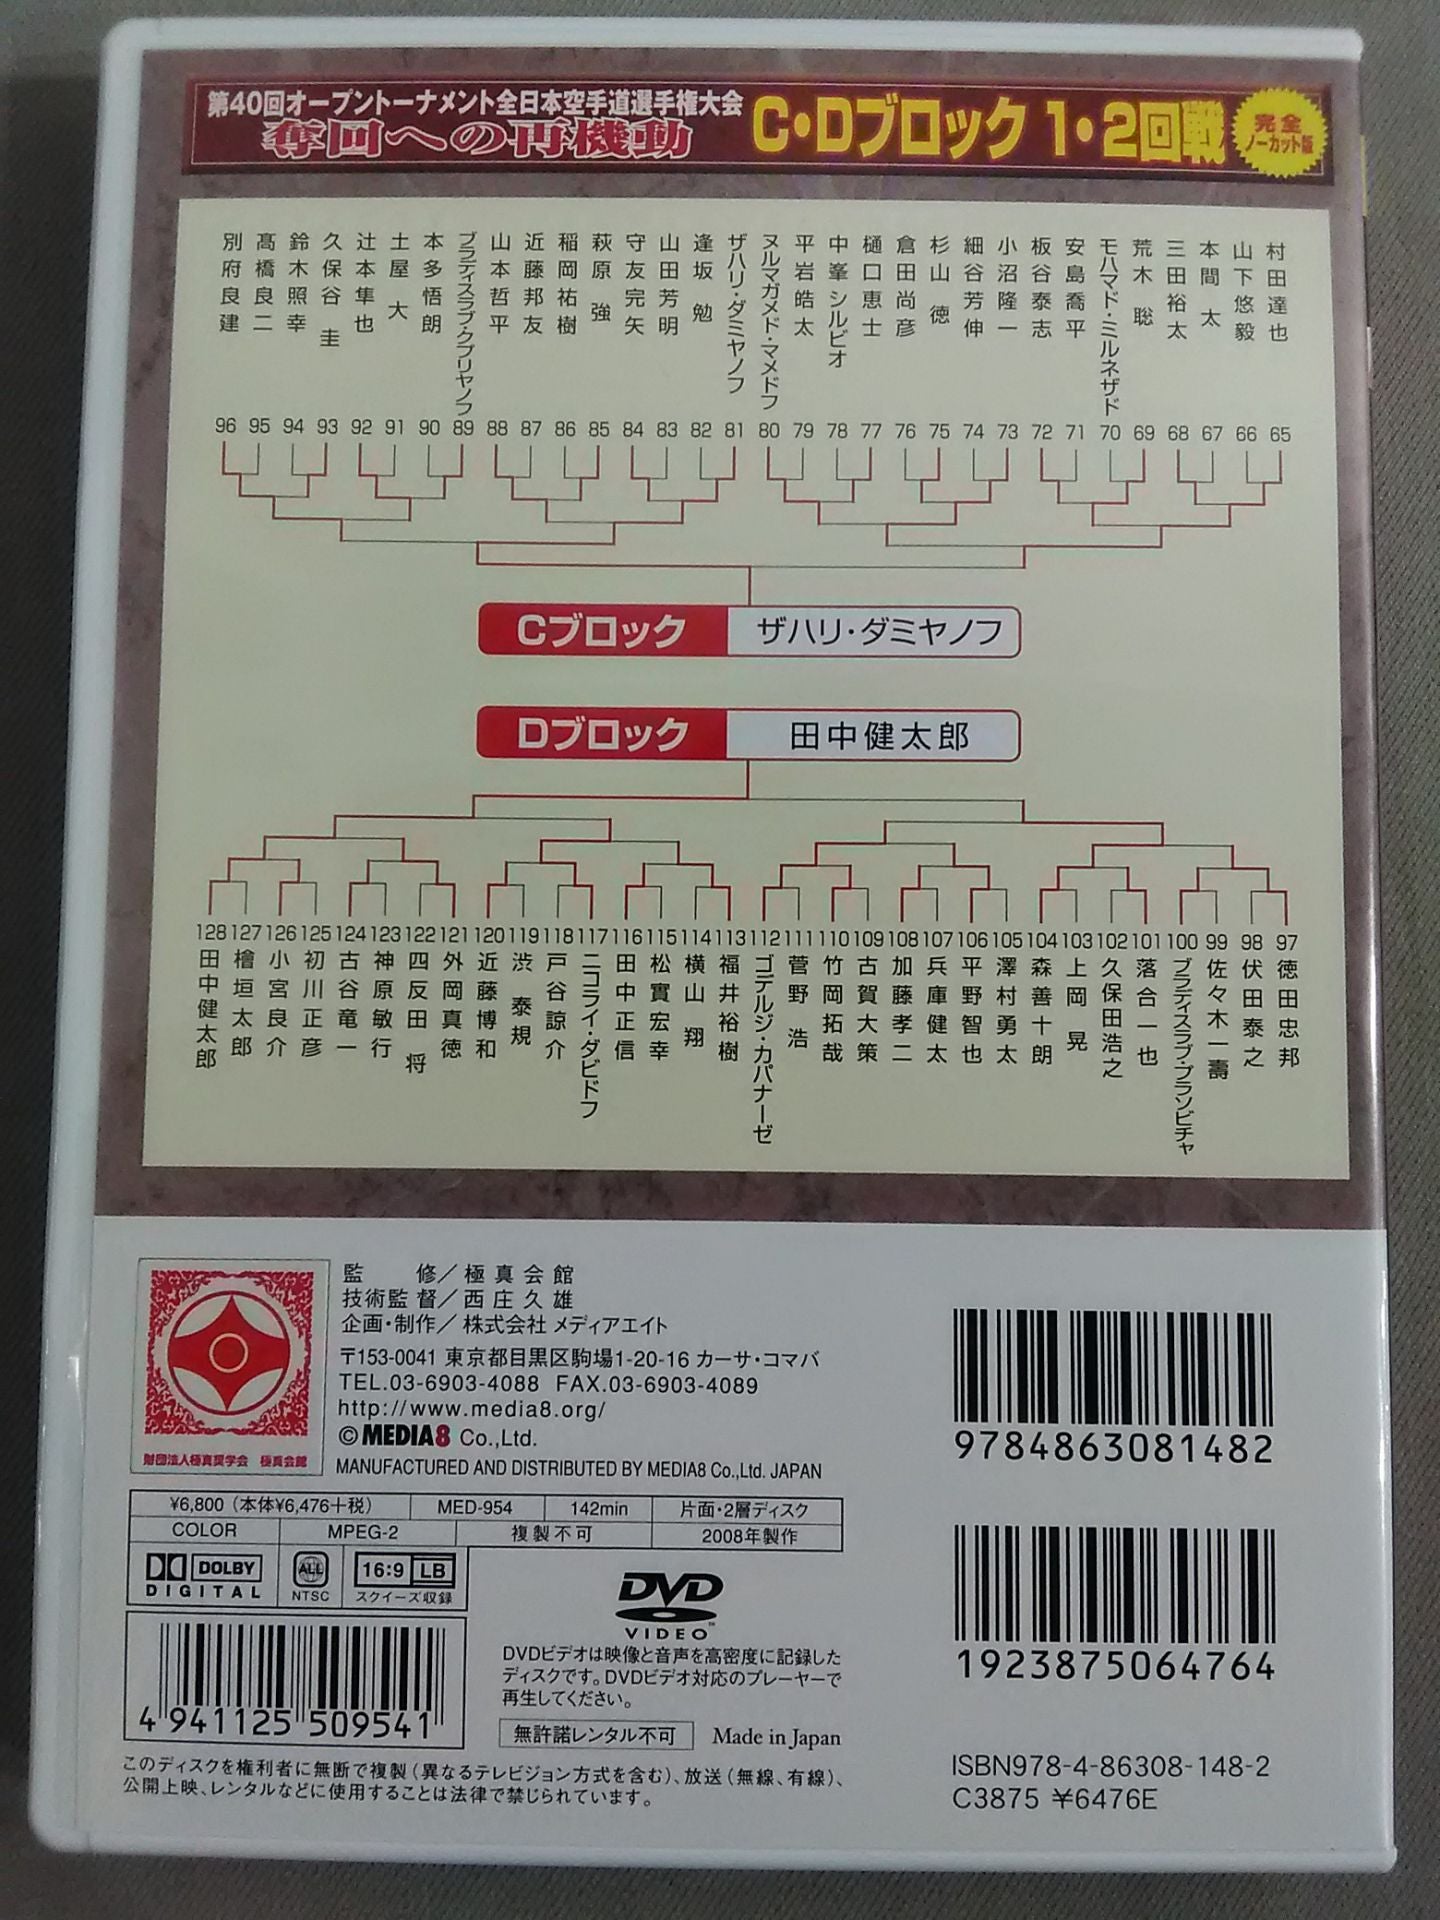 第40回オープントーナメント全日本空手道選手権大会
奪回への再機動
C・Dブロック 1・2回戦
完全
ノーカット版
村田達也
山下悠毅
本間 太
三田裕太
荒木 聡
モハマド・ミルネザド
安島喬平
板谷泰志
小沼隆一
細谷芳伸
杉山 徳
倉田尚彦
樋口恵士
中峯シルビオ
平岩皓太
ヌルマガメド・マメドフ
ザハリ・ダミヤノフ
逢坂 勉
山田芳明
守友完矢
萩原 強
稲岡祐樹
近藤邦友
山本哲平
ブラディスラブ・クプリヤノフ
本多悟朗
土屋 大
辻本隼也
久保谷 圭
鈴木照幸
髙橋良二
別府良建
96 95 94 93 92 91 90 89 88 87 86 85 84 83 82 81 80 79 78 77 76 75 74 73 72 71 70 69 68 67 66 65
Cブロック ザハリ・ダミヤノフ
Dブロック 田中健太郎
128 127 126 125 124 123 122 121 120 119 118 117 116 115 114 113 112 111 110 109 108 107 106 105 104 103 102 101 100 99 98 97
徳田忠邦
伏田泰之
佐々木一壽
ブラディスラブ・ブランビチャ
落合一也
久保田浩之
上岡 晃
森善十朗
澤村勇太
平野智也
兵庫健太
加藤孝二
古賀大策
竹岡拓哉
菅野 浩
ゴデルジ・カパナーゼ
福井裕樹
横山 翔
松實宏幸
田中正信
ニコライ・ダビドフ
戸谷諒介
渋 泰規
近藤博和
外岡真徳
四反田 将
神原敏行
古谷竜一
初川正彦
小宮良介
檜垣太郎
田中健太郎
監 修／極真会館
技術監督／西庄久雄
企画・制作／株式会社 メディアエイト
〒153-0041 東京都目黒区駒場1-20-16 カーサ・コマバ
TEL.03-6903-4088 FAX.03-6903-4089
http://www.media8.org/
©MEDIA8 Co.,Ltd.
MANUFACTURED AND DISTRIBUTED BY MEDIA8 Co.,Ltd. JAPAN
財団法人極真奨学会 極真会館
¥6,800（本体¥6,476＋税） MED-954 142min 片面・2層ディスク
COLOR MPEG-2 複製不可 2008年製作
DOLBY
DIGITAL
ALL
NTSC
16:9 LB
スクイーズ収録
DVD
VIDEO
DVDビデオは映像と音声を高密度に記録した
ディスクです。DVDビデオ対応のプレーヤーで
再生してください。
無許諾レンタル不可 Made in Japan
4 941125 509541
このディスクを権利者に無断で複製（異なるテレビジョン方式を含む）、放送（無線、有線）、
公開上映、レンタルなどに使用することは法律で禁じられています。
9784863081482
1923875064764
ISBN978-4-86308-148-2
C3875 ¥6476E